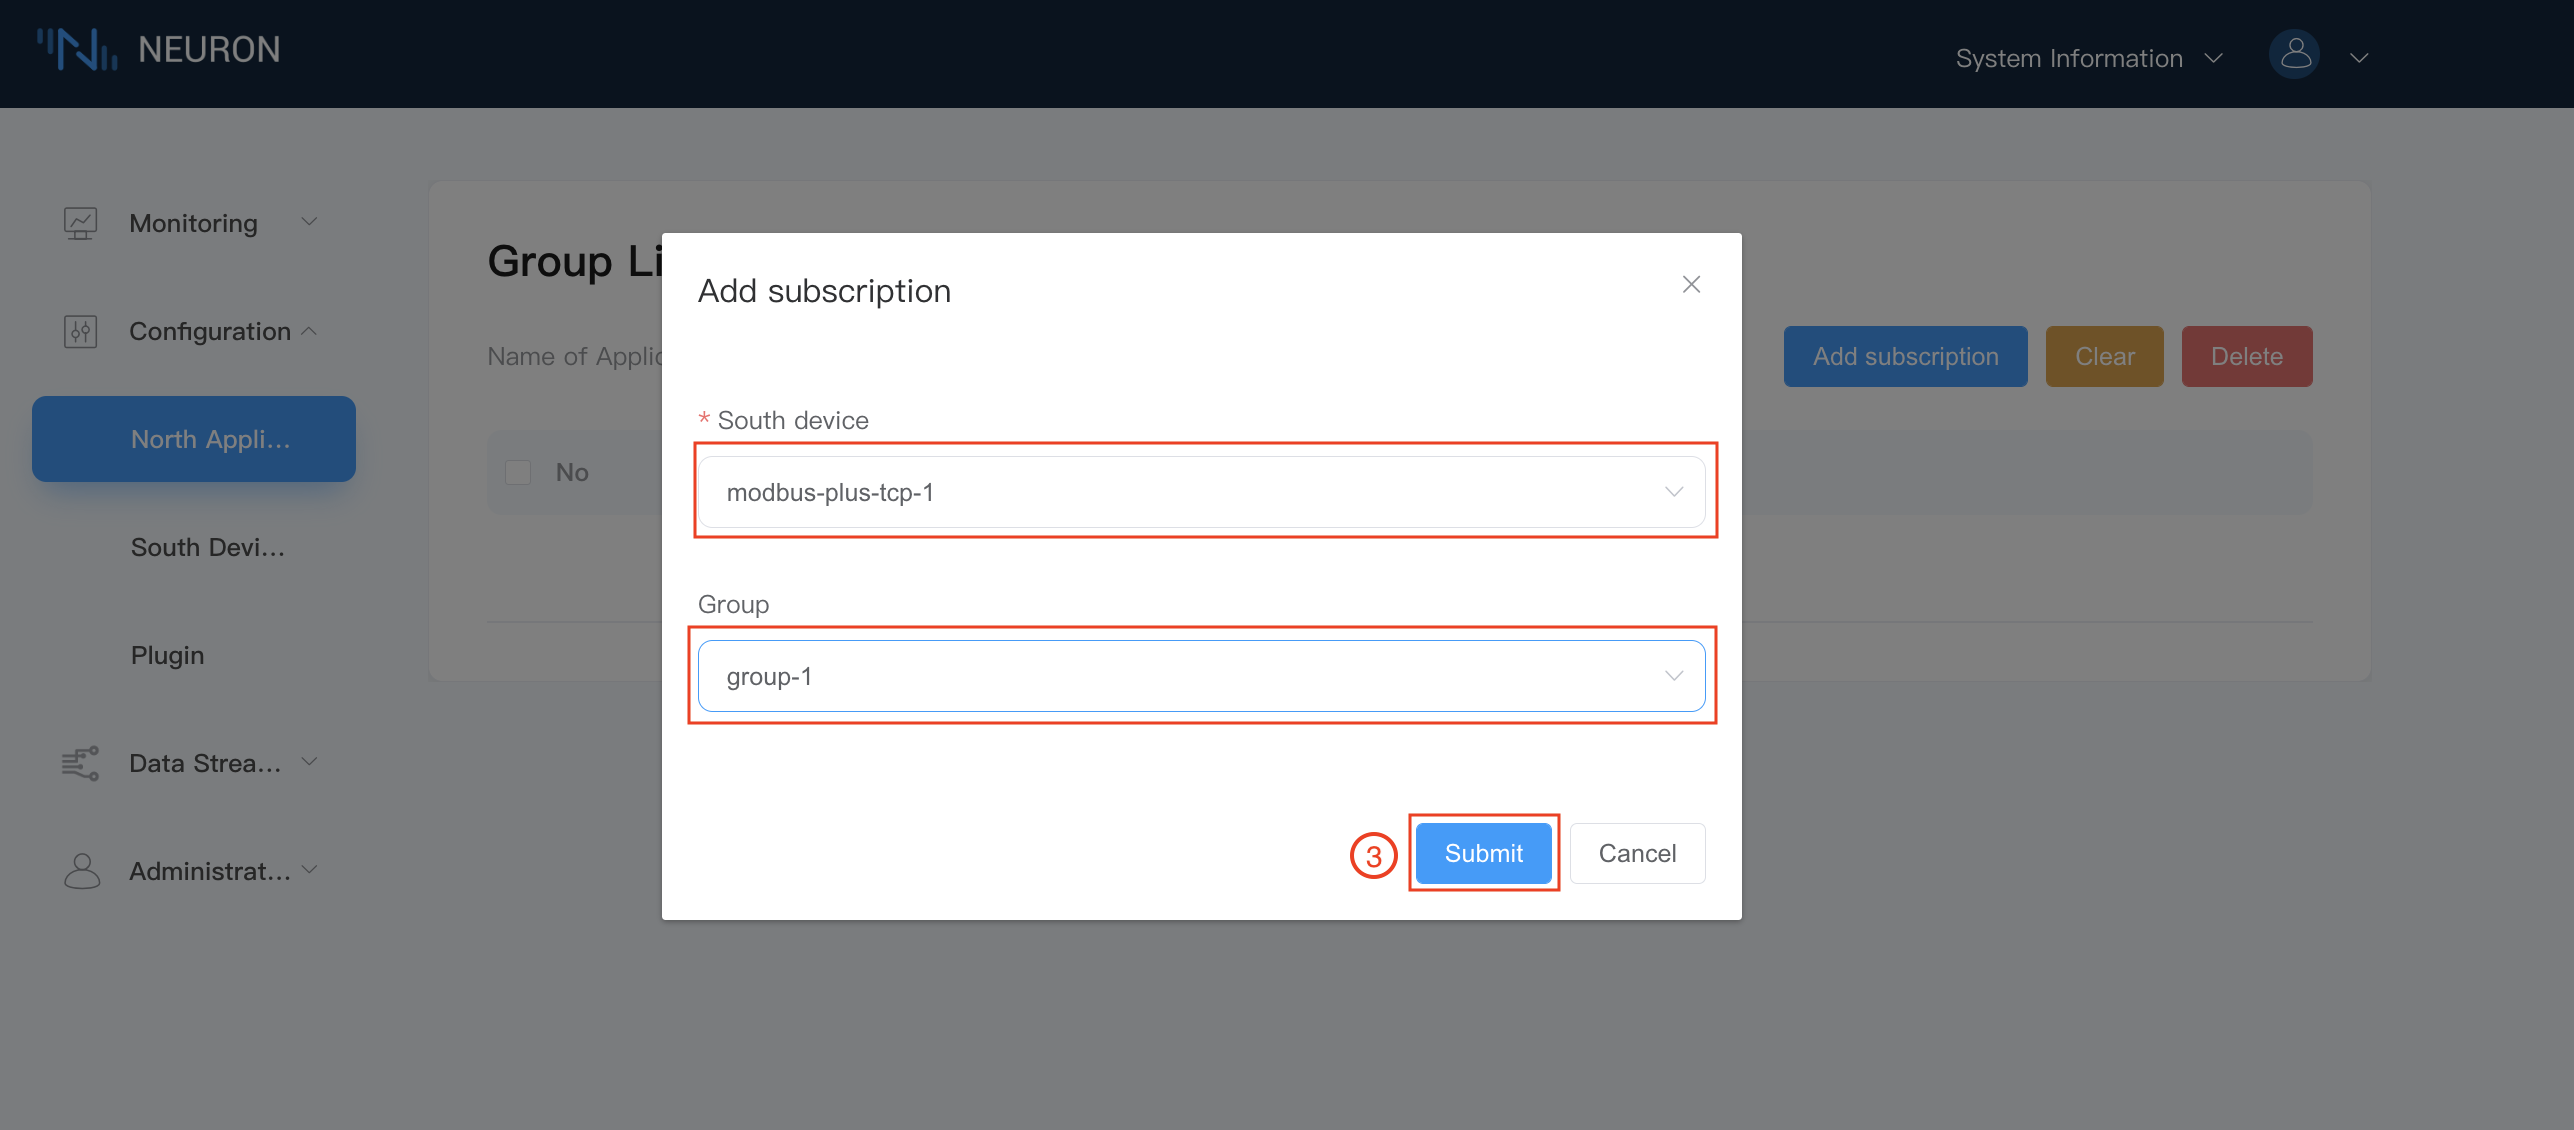 NEURON
System Information
Monitoring
Configuration
North Appli...
South Devi...
Plugin
Data Strea...
Administrat...
Group Li
Name of Applic
Add subscription
Clear
Delete
No
Add subscription
* South device
modbus-plus-tcp-1
Group
group-1
3
Submit
Cancel